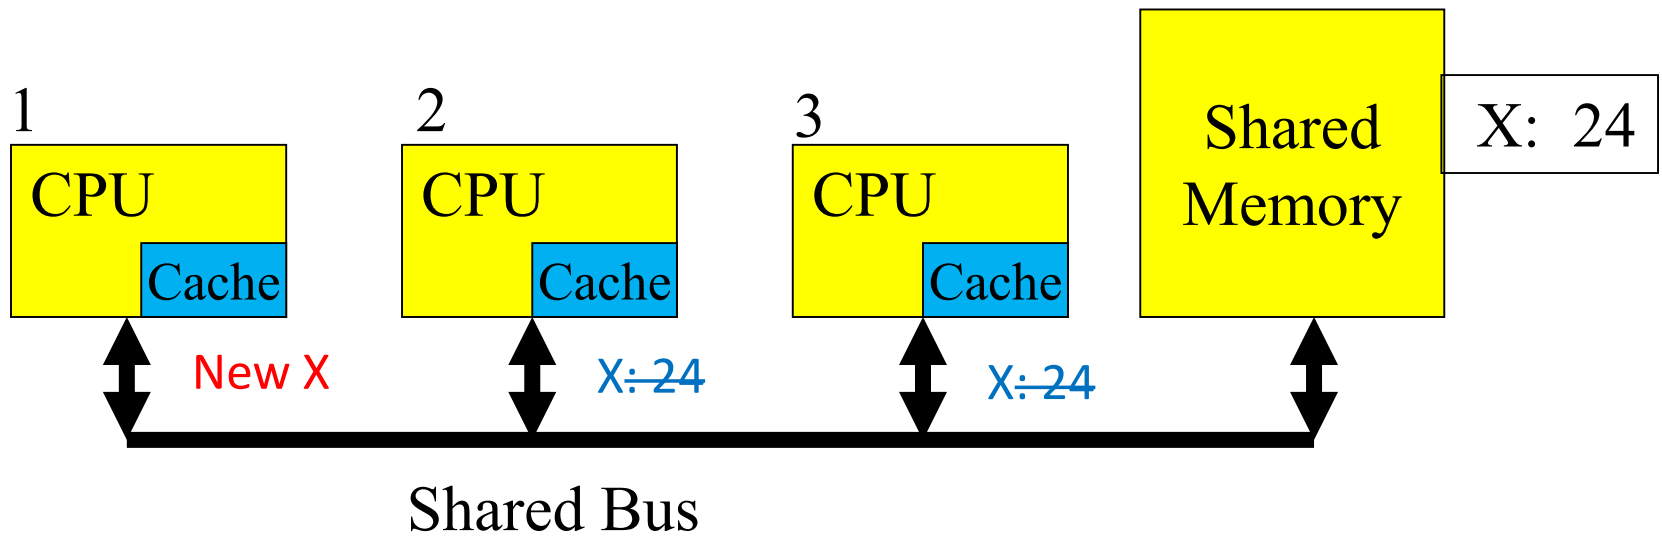 1
CPU
Cache
New X
2
CPU
Cache
X: 24
3
CPU
Cache
X: 24
Shared
Memory
X: 24
Shared Bus